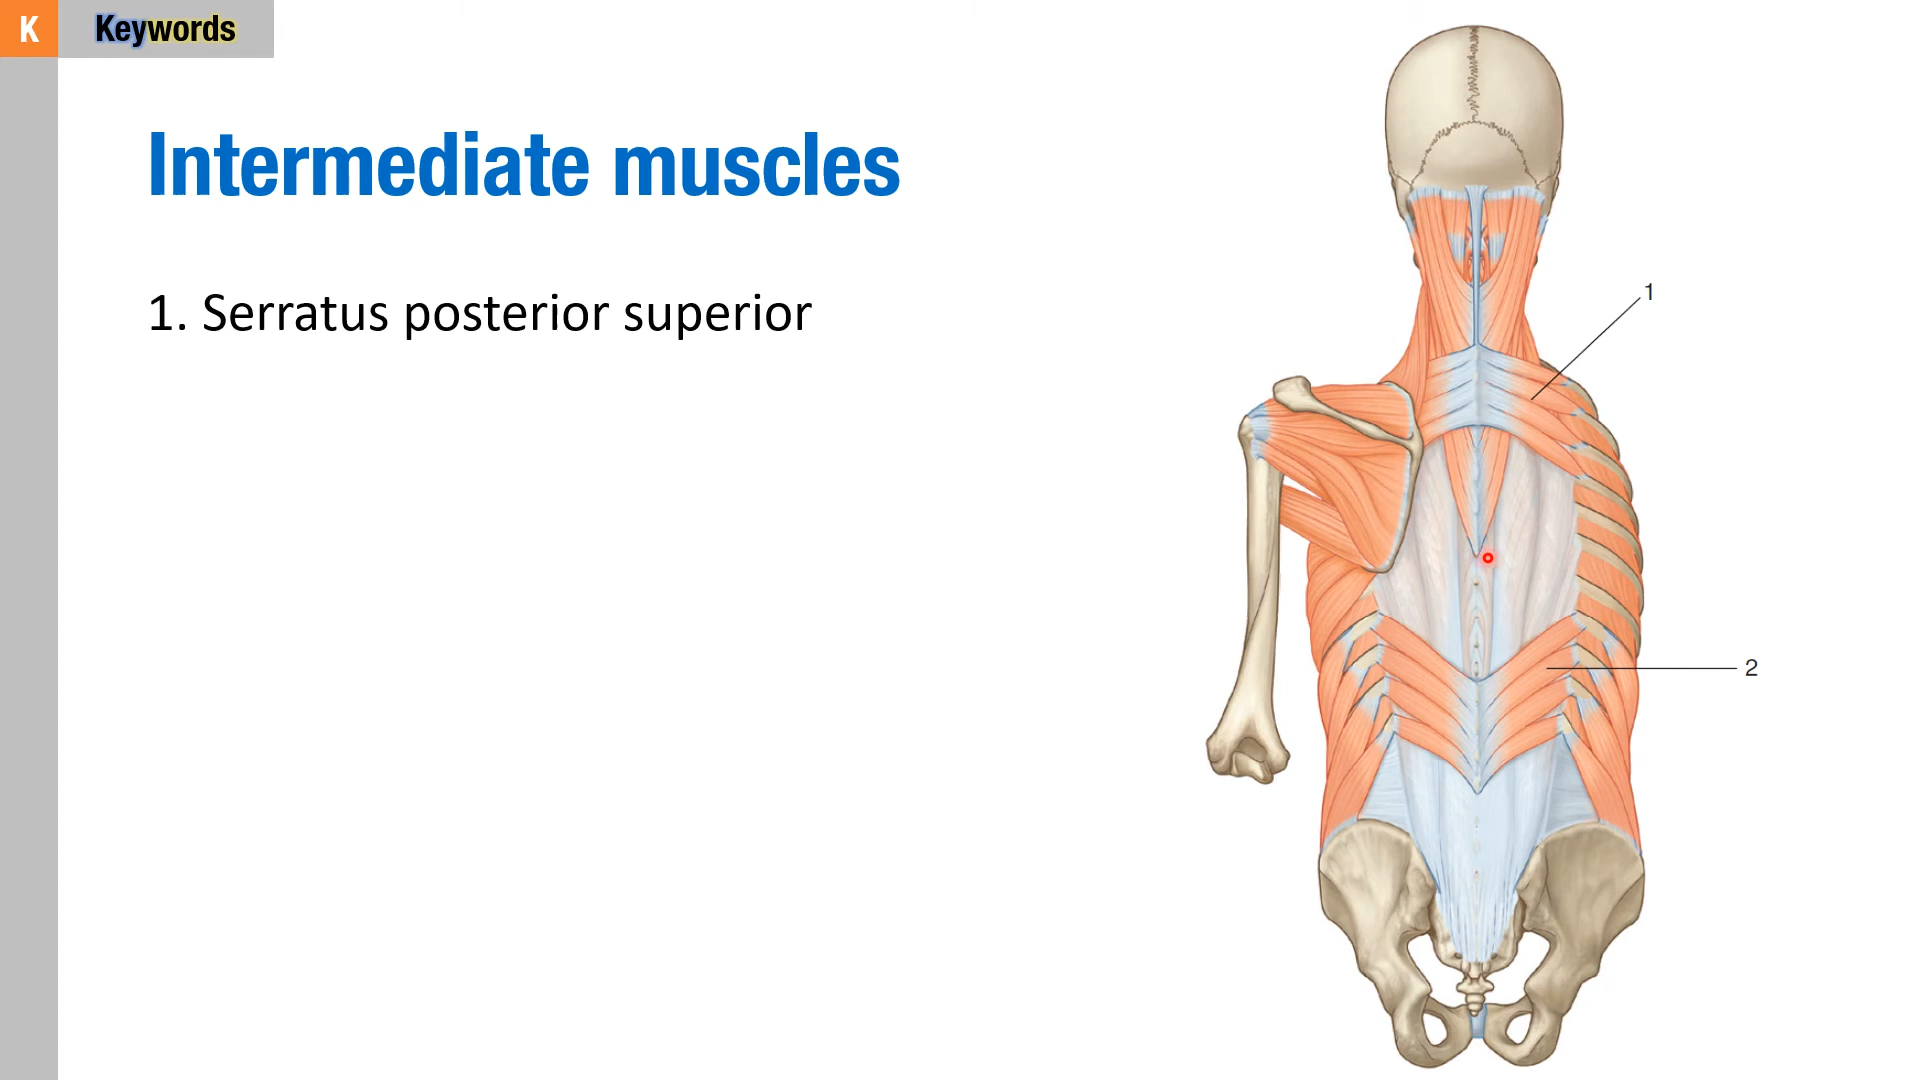 K
Keywords
Intermediate muscles
1. Serratus posterior superior
1
2